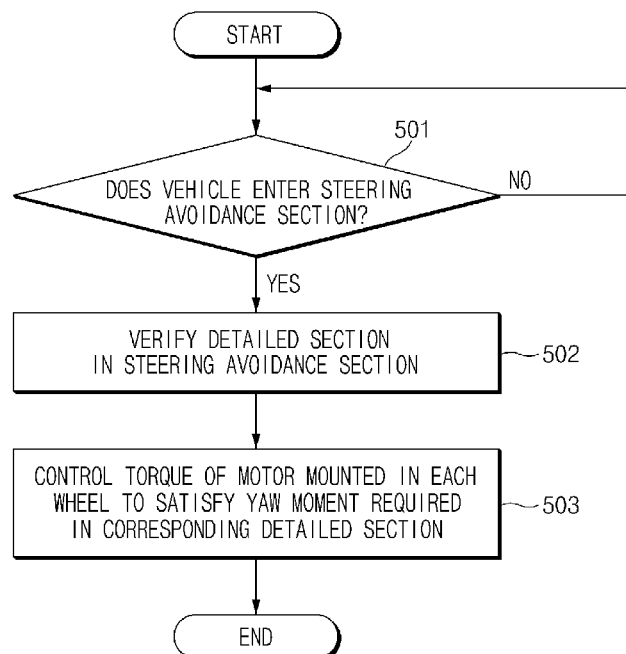 START
501
DOES VEHICLE ENTER STEERING
AVOIDANCE SECTION?
NO
YES
VERIFY DETAILED SECTION
IN STEERING AVOIDANCE SECTION
502
CONTROL TORQUE OF MOTOR MOUNTED IN EACH
WHEEL TO SATISFY YAW MOMENT REQUIRED
IN CORRESPONDING DETAILED SECTION
503
END